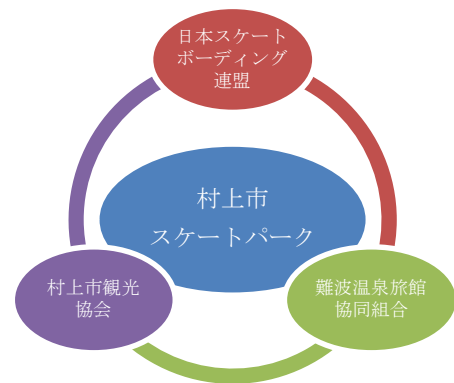 日本スケート
ボーディング
連盟
村上市
スケートパーク
村上市観光
協会
難波温泉旅館
協同組合